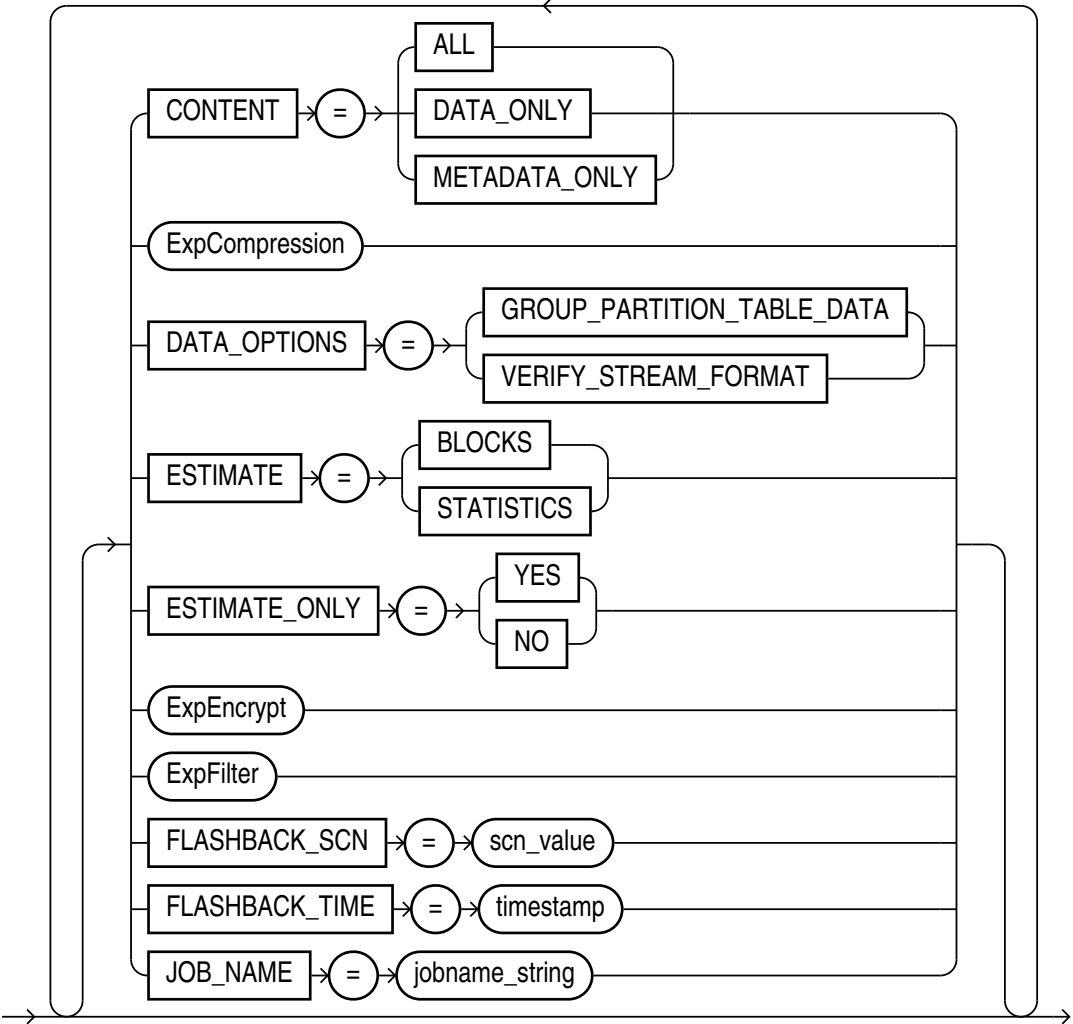 ALL
CONTENT = DATA_ONLY
METADATA_ONLY
ExpCompression
GROUP_PARTITION_TABLE_DATA
DATA_OPTIONS =
VERIFY_STREAM_FORMAT
BLOCKS
ESTIMATE =
STATISTICS
YES
ESTIMATE_ONLY =
NO
ExpEncrypt
ExpFilter
FLASHBACK_SCN = scn_value
FLASHBACK_TIME = timestamp
JOB_NAME = jobname_string